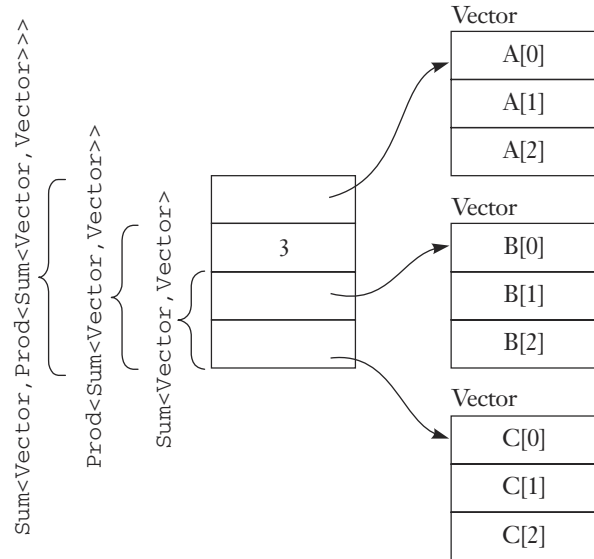 Sum<Vector,Prod<Sum<Vector,Vector>>>
Prod<Sum<Vector,Vector>>
Sum<Vector,Vector>
3
Vector
A[0]
A[1]
A[2]
Vector
B[0]
B[1]
B[2]
Vector
C[0]
C[1]
C[2]